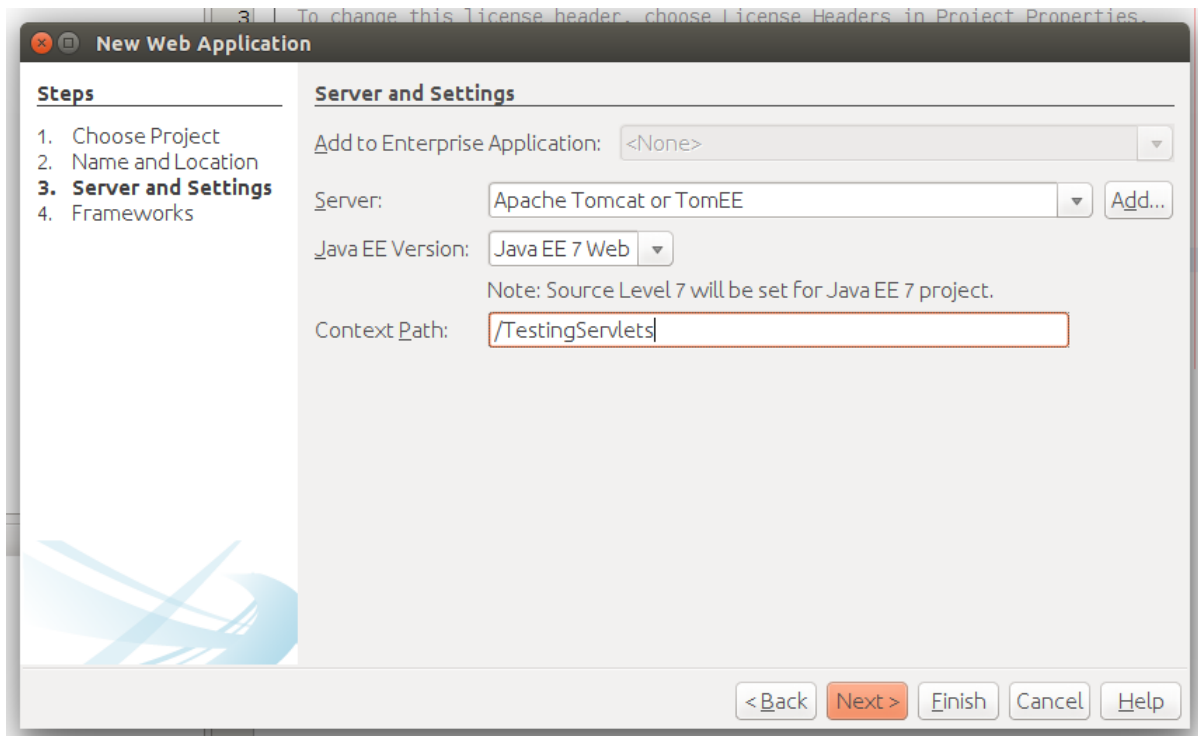 3 To change this license header, choose License Headers in Project Properties.
New Web Application
Steps
1. Choose Project
2. Name and Location
3. Server and Settings
4. Frameworks
Server and Settings
Add to Enterprise Application: <None>
Server: Apache Tomcat or TomEE Add...
Java EE Version: Java EE 7 Web
Note: Source Level 7 will be set for Java EE 7 project.
Context Path: /TestingServlets
< Back Next > Finish Cancel Help